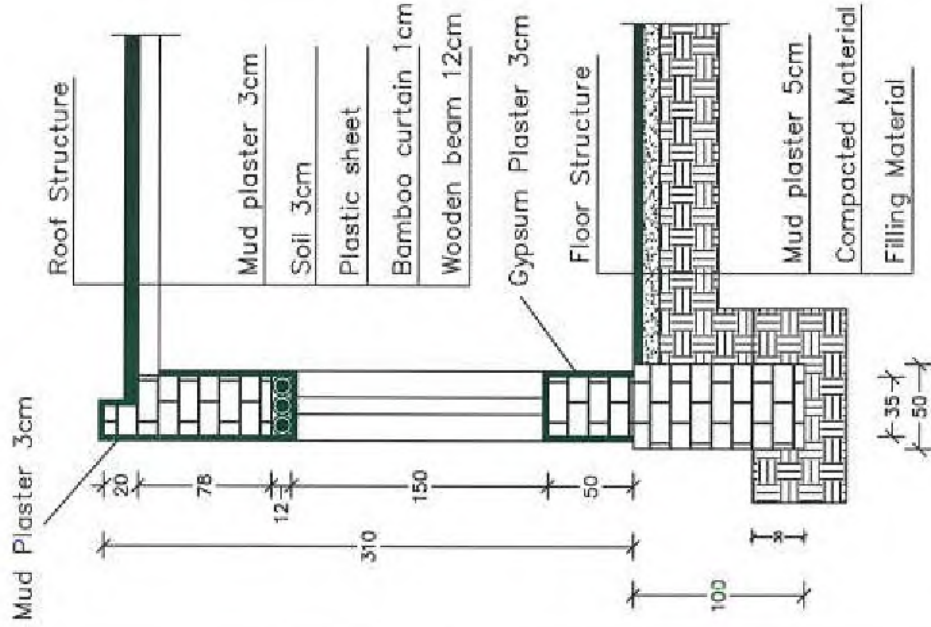 Mud Plaster 3cm
Roof Structure
Mud plaster 3cm
Soil 3cm
Plastic sheet
Bamboo curtain 1cm
Wooden beam 12cm
Gypsum Plaster 3cm
Floor Structure
Mud plaster 5cm
Compacted Material
Filling Material
20
78
12
150
50
310
100
35
50